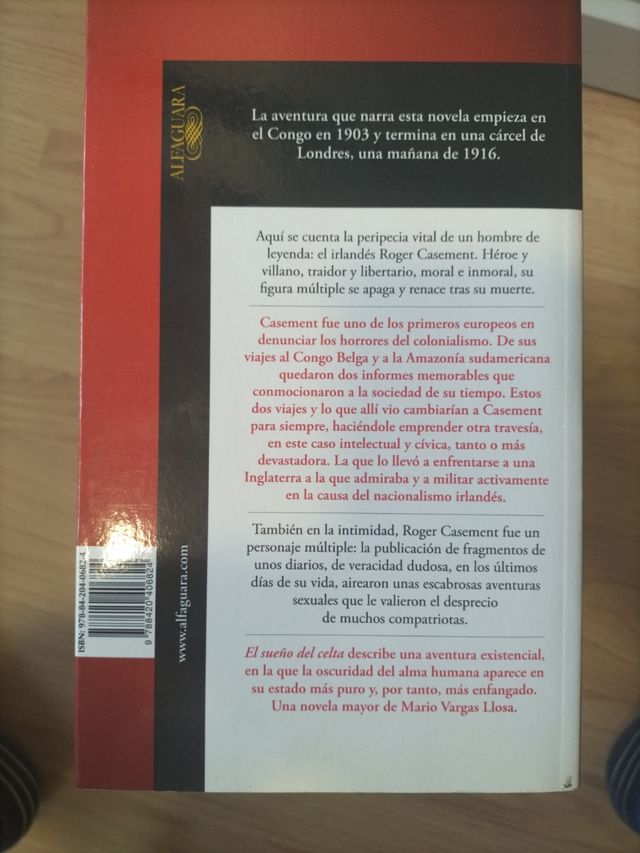 ALFAGUARA
La aventura que narra esta novela empieza en
el Congo en 1903 y termina en una cárcel de
Londres, una mañana de 1916.
Aquí se cuenta la peripecia vital de un hombre de
leyenda: el irlandés Roger Casement. Héroe y
villano, traidor y libertario, moral e inmoral, su
figura múltiple se apaga y renace tras su muerte.
Casement fue uno de los primeros europeos en
denunciar los horrores del colonialismo. De sus
viajes al Congo Belga y a la Amazonía sudamericana
quedaron dos informes memorables que
conmocionaron a la sociedad de su tiempo. Estos
dos viajes y lo que allí vio cambiarían a Casement
para siempre, haciéndole emprender otra travesía,
en este caso intelectual y cívica, tanto o más
devastadora. La que lo llevó a enfrentarse a una
Inglaterra a la que admiraba y a militar activamente
en la causa del nacionalismo irlandés.
También en la intimidad, Roger Casement fue un
personaje múltiple: la publicación de fragmentos de
unos diarios, de veracidad dudosa, en los últimos
días de su vida, airearon unas escabrosas aventuras
sexuales que le valieron el desprecio
de muchos compatriotas.
El sueño del celta describe una aventura existencial,
en la que la oscuridad del alma humana aparece en
su estado más puro y, por tanto, más enfangado.
Una novela mayor de Mario Vargas Llosa.
www.alfaguara.com
ISBN: 978-84-204-0682-4
9 788420 406824